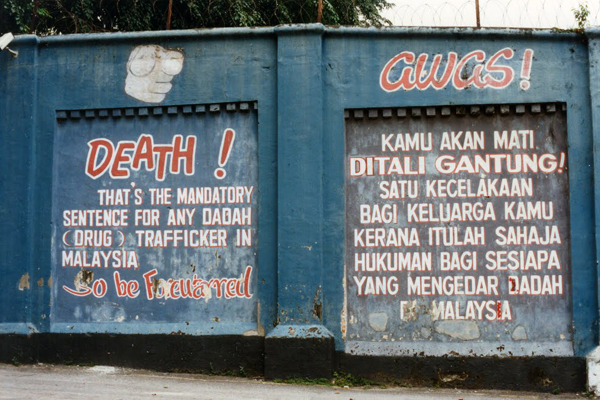 DEATH!
THAT'S THE MANDATORY
SENTENCE FOR ANY DADAH
(DRUG) TRAFFICKER IN
MALAYSIA
So be Forewarned
AWAS!
KAMU AKAN MATI
DITALI GANTUNG!
SATU KECELAKAAN
BAGI KELUARGA KAMU
KERANA ITULAH SAHAJA
HUKUMAN BAGI SESIAPA
YANG MENGEDAR DADAH
DI MALAYSIA